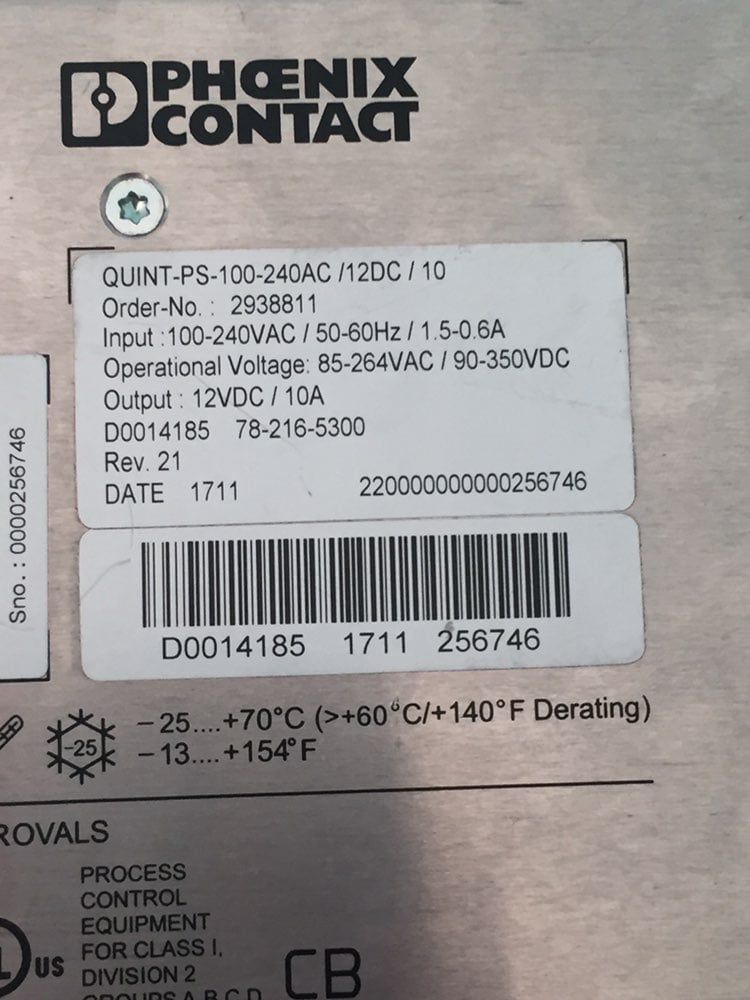 PHŒNIX
CONTACT
QUINT-PS-100-240AC /12DC / 10
Order-No. : 2938811
Input :100-240VAC / 50-60Hz / 1.5-0.6A
Operational Voltage: 85-264VAC / 90-350VDC
Output : 12VDC / 10A
D0014185 78-216-5300
Rev. 21
DATE 1711 220000000000256746
Sno. : 0000256746
D0014185 1711 256746
-25
–25....+70°C (>+60°C/+140°F Derating)
–13....+154°F
ROVALS
PROCESS
CONTROL
EQUIPMENT
FOR CLASS I,
DIVISION 2
GROUPS A,B,C,D
US
CB